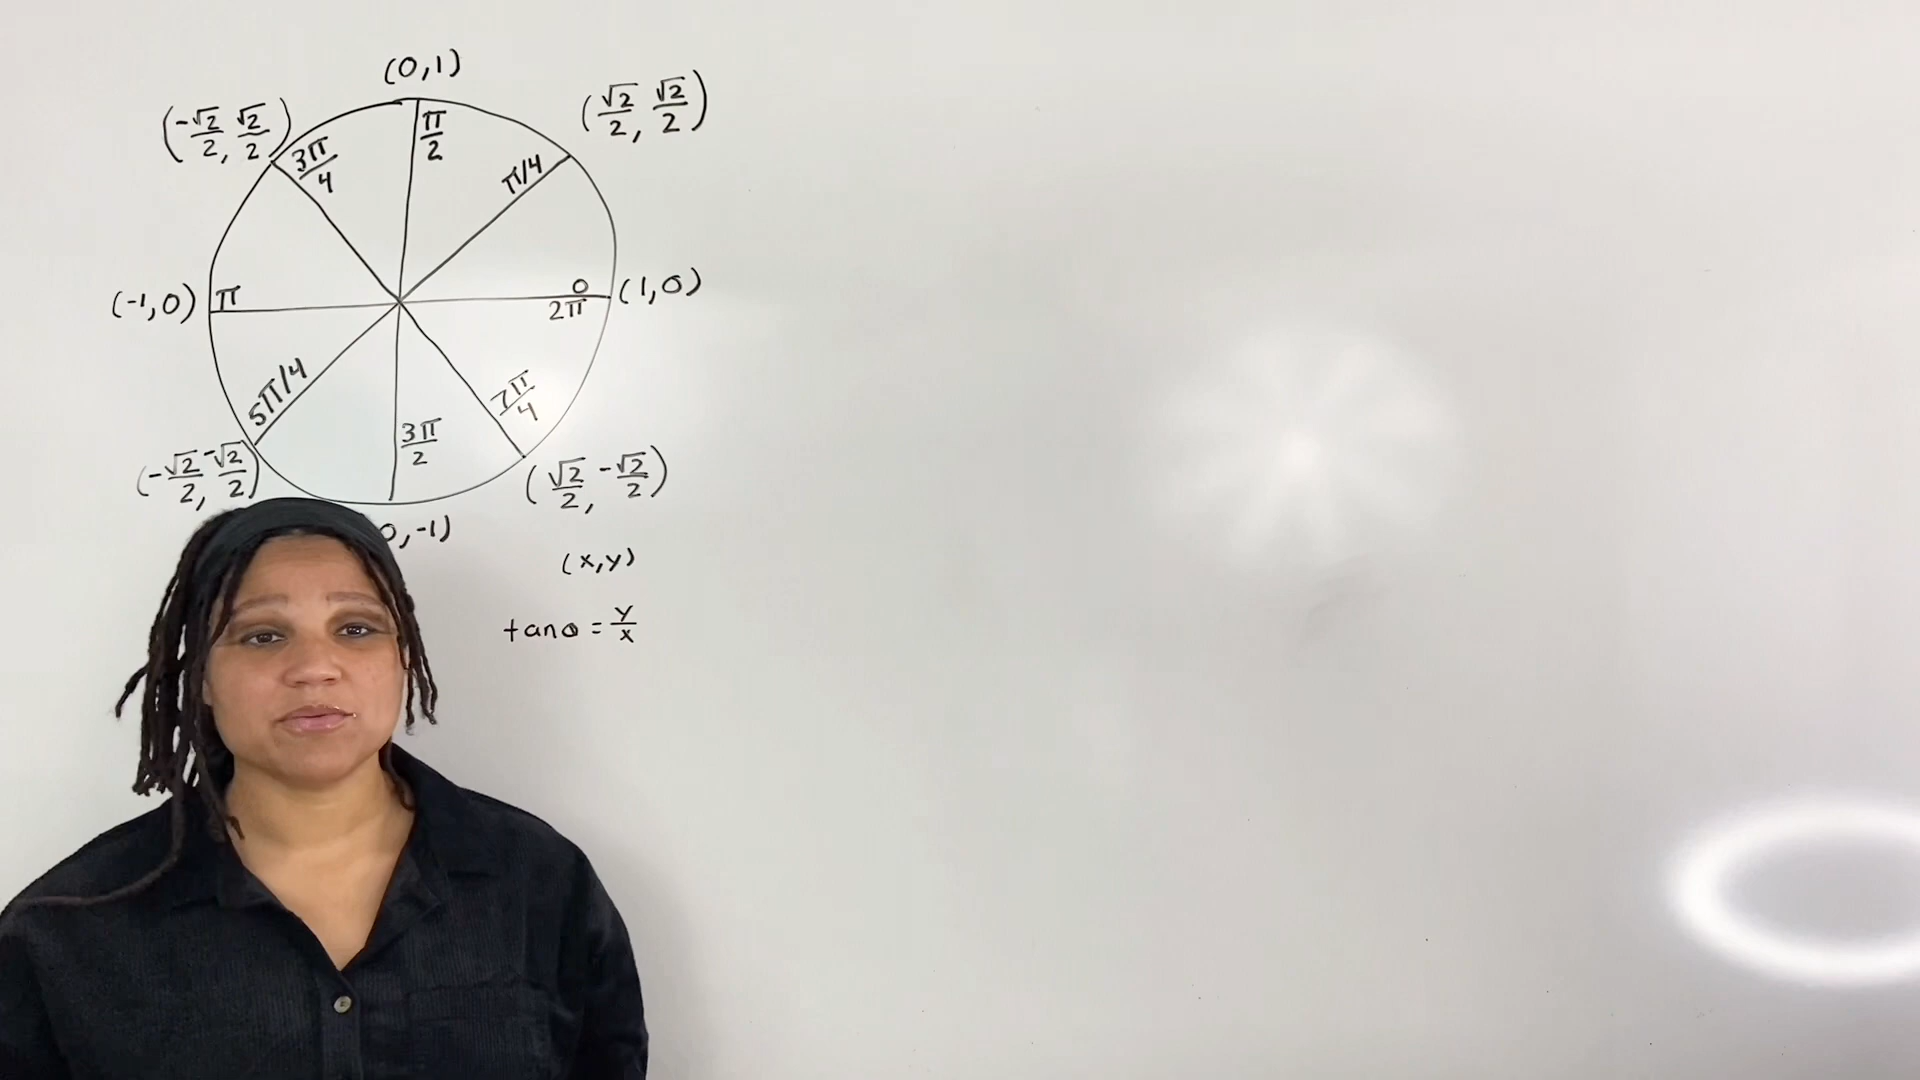 (0,1)
(-√2/2, √2/2)
(√2/2, √2/2)
π/2
3π/4
π/4
(-1,0)
π
0
2π
(1,0)
5π/4
7π/4
3π/2
(-√2/2, -√2/2)
(√2/2, -√2/2)
0,-1)
(x,y)
tanθ = y/x